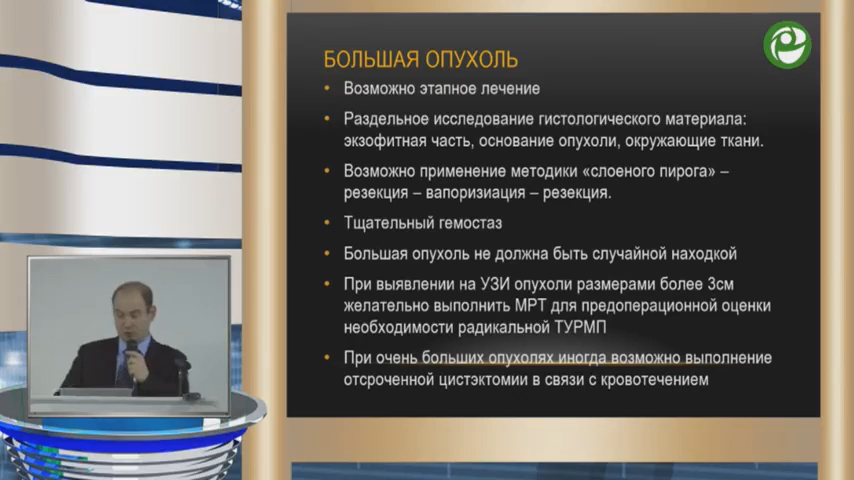 БОЛЬШАЯ ОПУХОЛЬ
• Возможно этапное лечение
• Раздельное исследование гистологического материала:
экзофитная часть, основание опухоли, окружающие ткани.
• Возможно применение методики «слоеного пирога» –
резекция – вапоризиация – резекция.
• Тщательный гемостаз
• Большая опухоль не должна быть случайной находкой
• При выявлении на УЗИ опухоли размерами более 3см
желательно выполнить МРТ для предоперационной оценки
необходимости радикальной ТУРМП
• При очень больших опухолях иногда возможно выполнение
отсроченной цистэктомии в связи с кровотечением